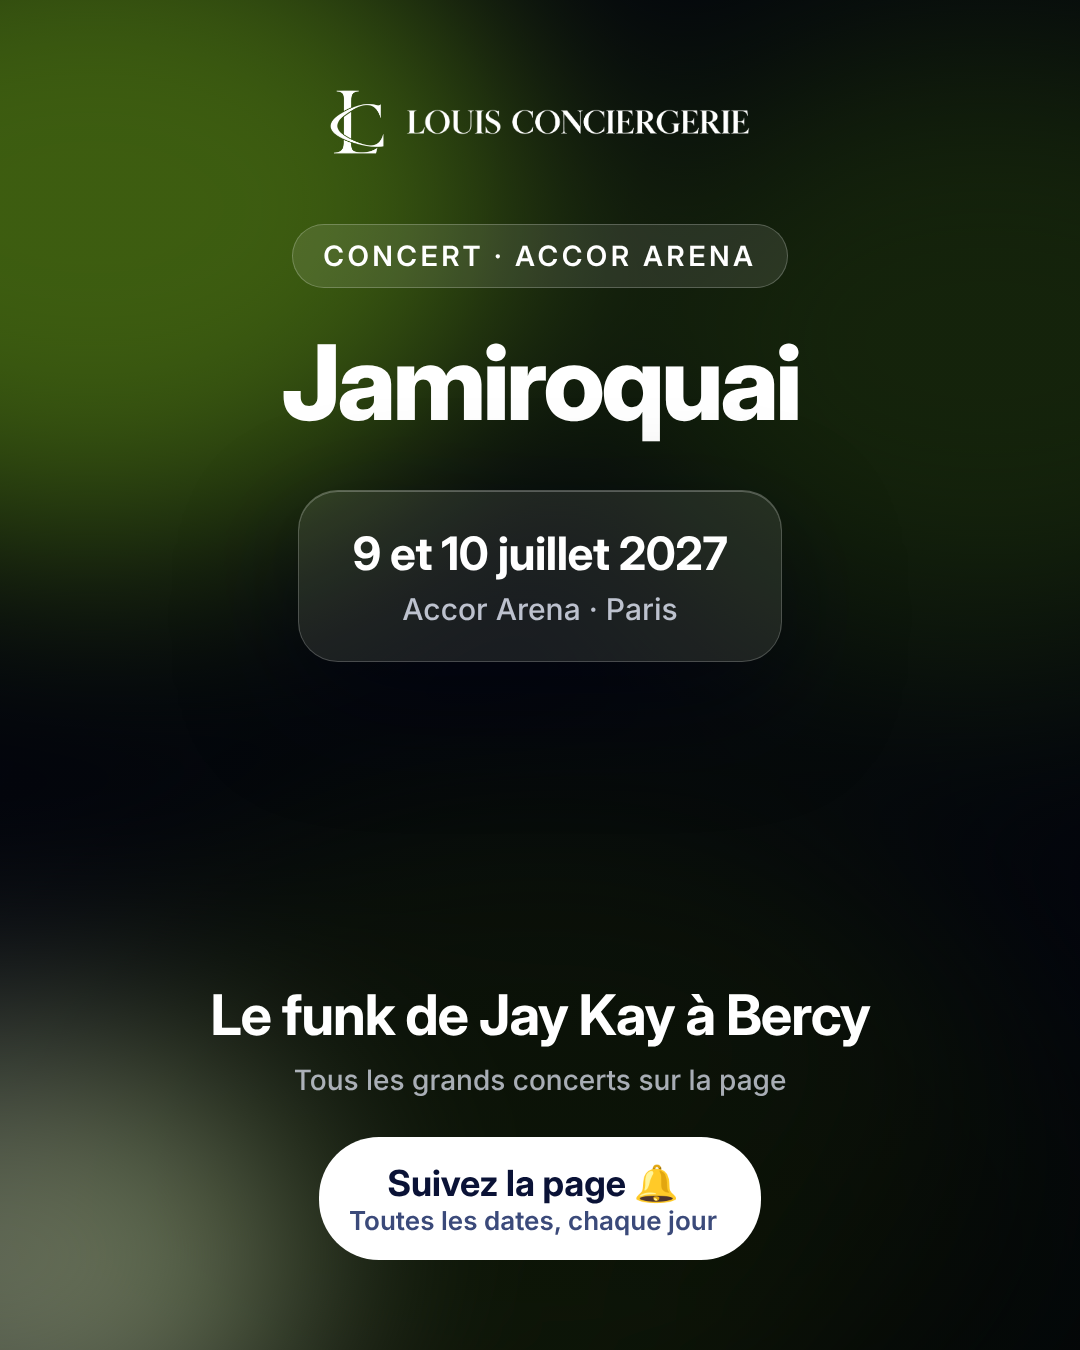 LC LOUIS CONCIERGERIE
CONCERT · ACCOR ARENA
Jamiroquai
9 et 10 juillet 2027
Accor Arena · Paris
Le funk de Jay Kay à Bercy
Tous les grands concerts sur la page
Suivez la page 🔔
Toutes les dates, chaque jour